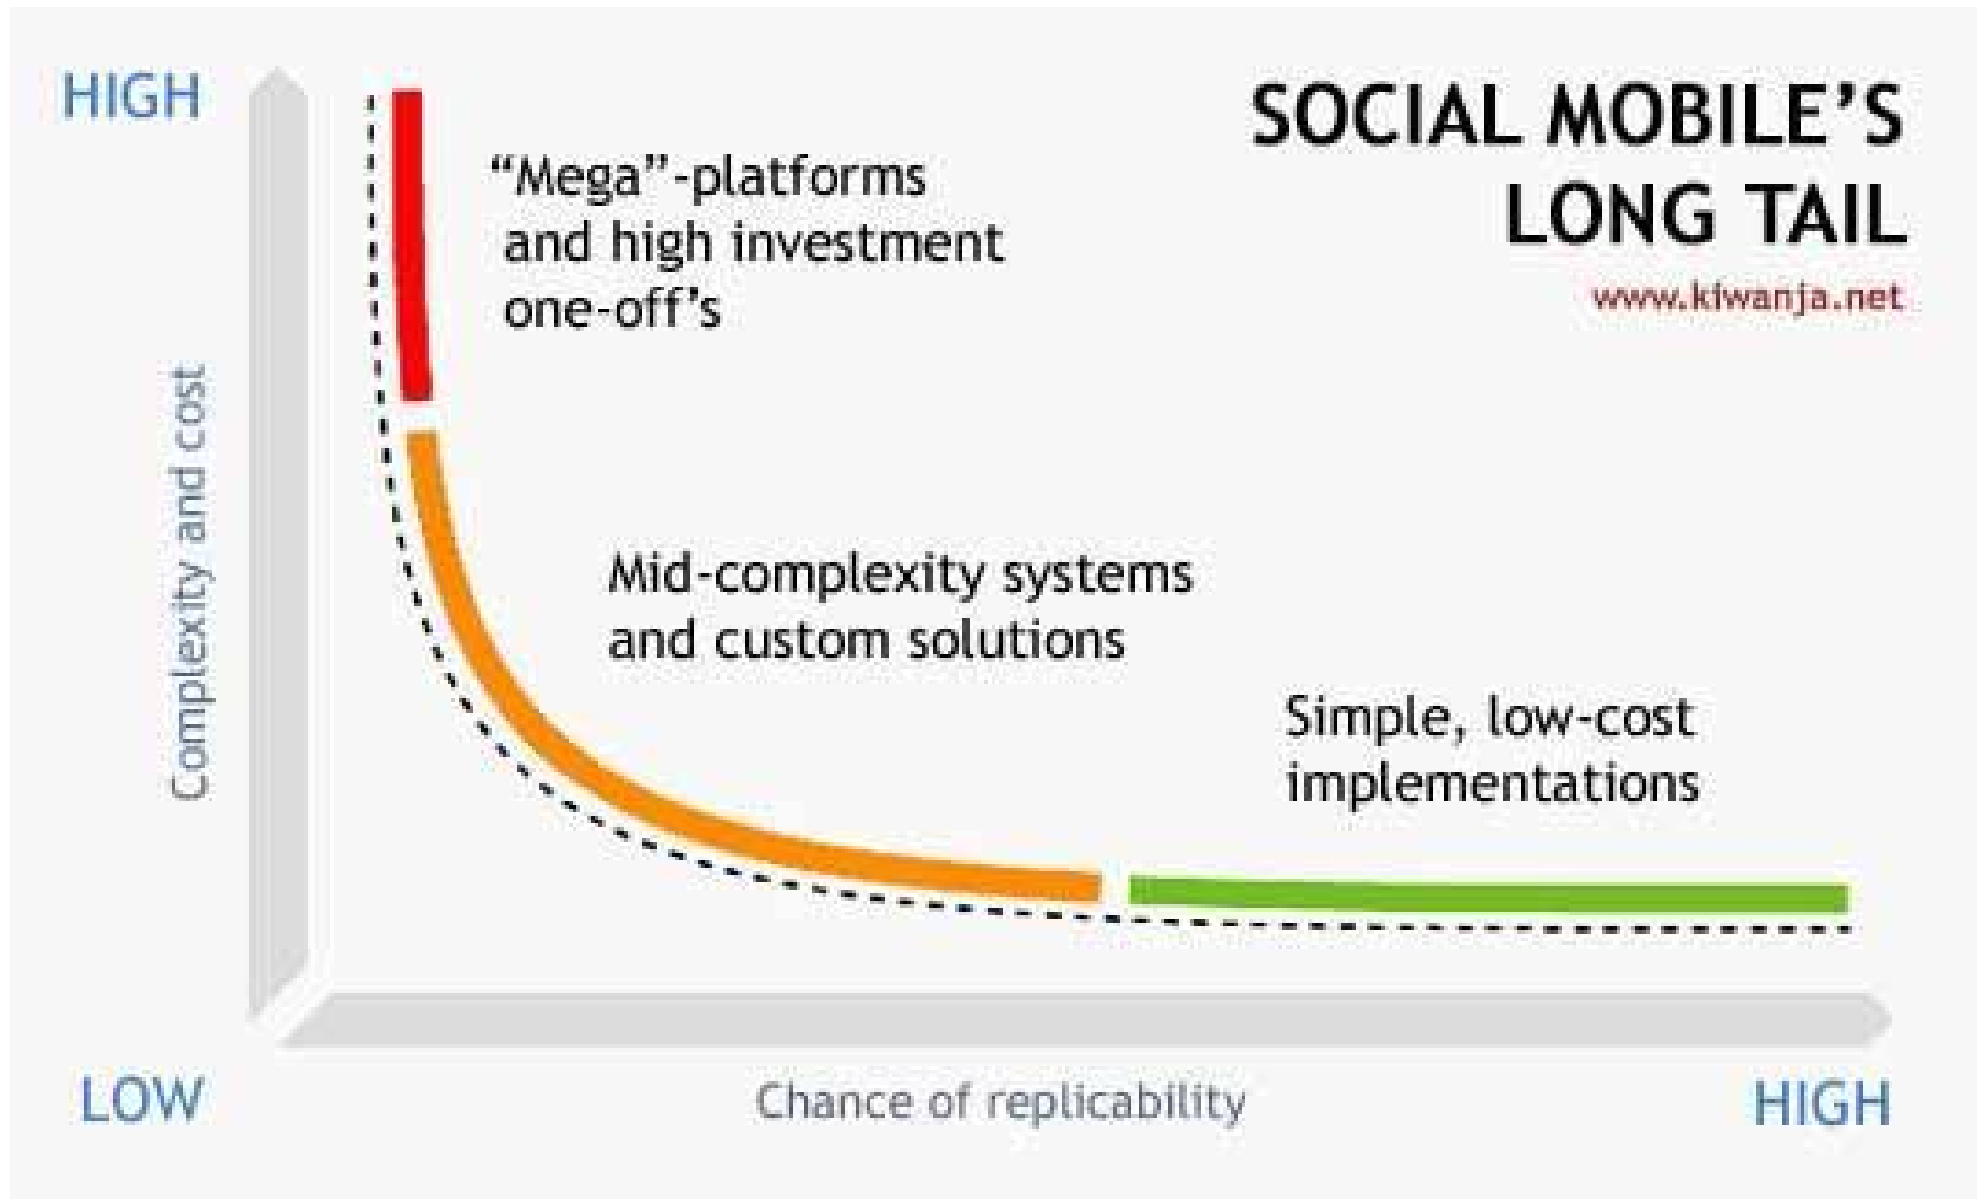 HIGH
SOCIAL MOBILE’S
LONG TAIL
www.kiwanja.net
“Mega”-platforms
and high investment
one-off’s
Complexity and cost
Mid-complexity systems
and custom solutions
Simple, low-cost
implementations
LOW
Chance of replicability
HIGH